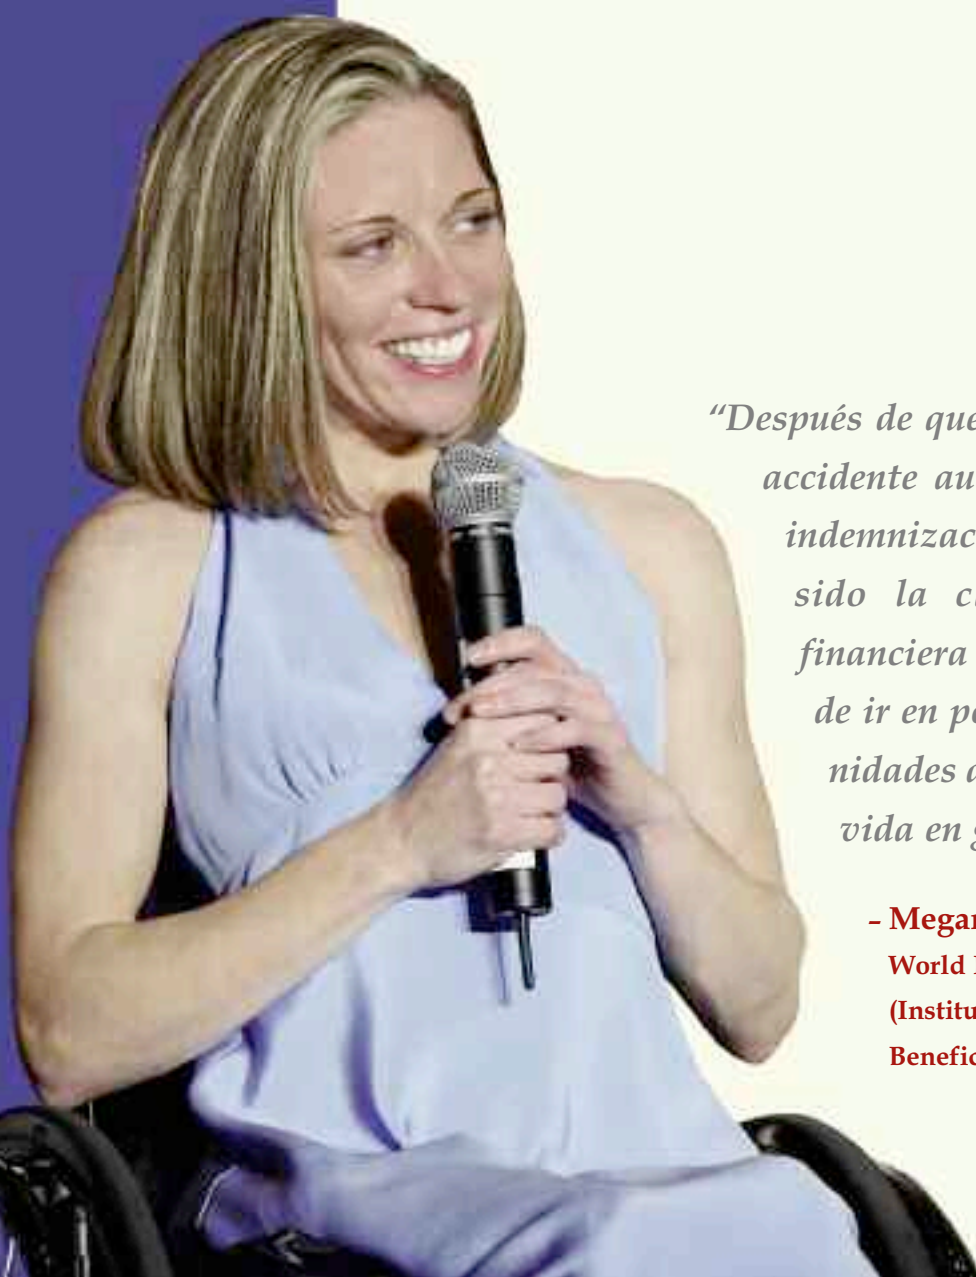 “Después de que
accidente au
indemnizac
sido la c
financiera
de ir en p
nidades
vida en g
– Megan
World
(Institu
Benefic